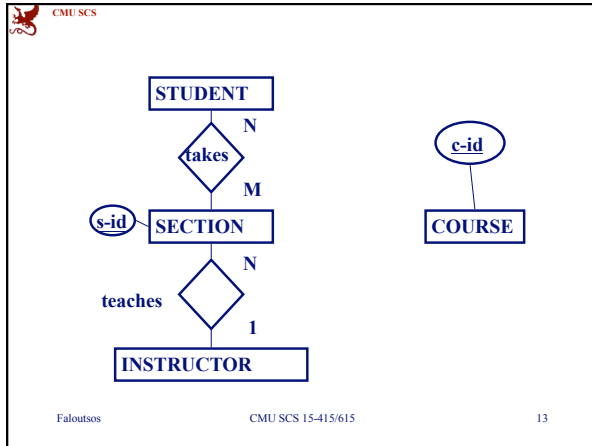 CMU SCS
STUDENT
N
takes
c-id
M
s-id
SECTION
COURSE
N
teaches
1
INSTRUCTOR
Faloutsos CMU SCS 15-415/615 13